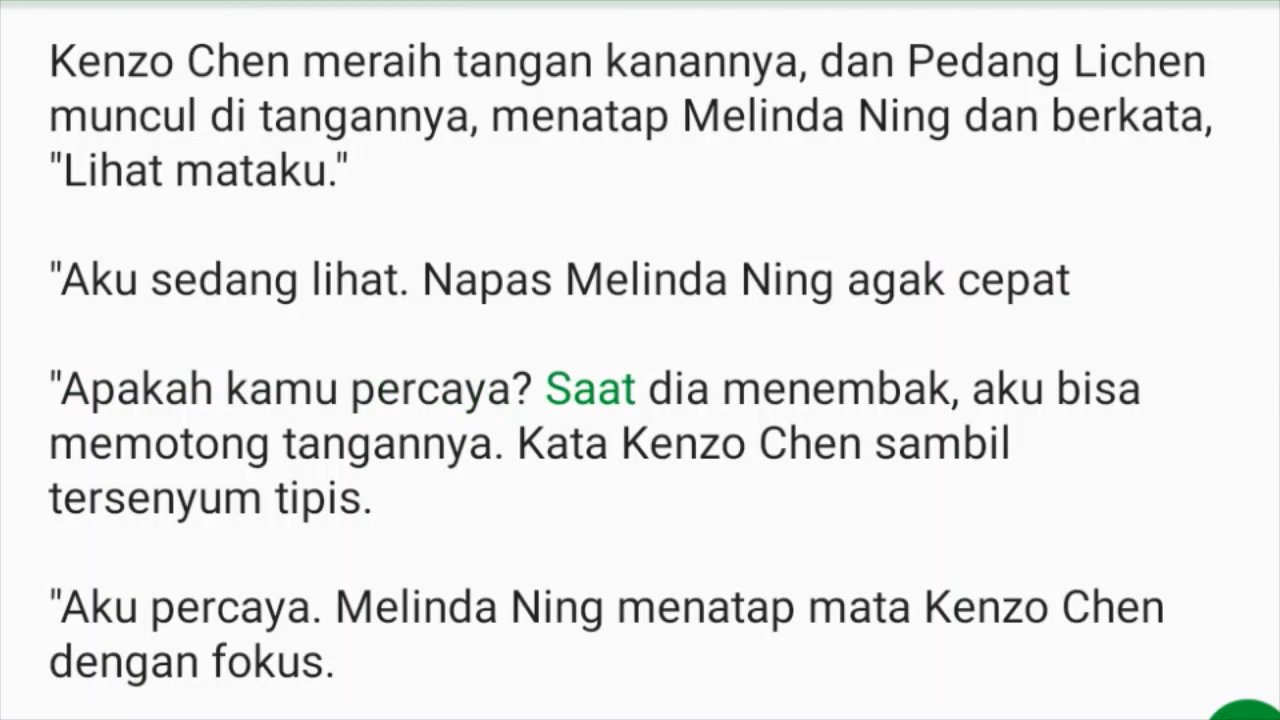 Kenzo Chen meraih tangan kanannya, dan Pedang Lichen
muncul di tangannya, menatap Melinda Ning dan berkata,
"Lihat mataku."
"Aku sedang lihat. Napas Melinda Ning agak cepat
"Apakah kamu percaya? Saat dia menembak, aku bisa
memotong tangannya. Kata Kenzo Chen sambil
tersenyum tipis.
"Aku percaya. Melinda Ning menatap mata Kenzo Chen
dengan fokus.